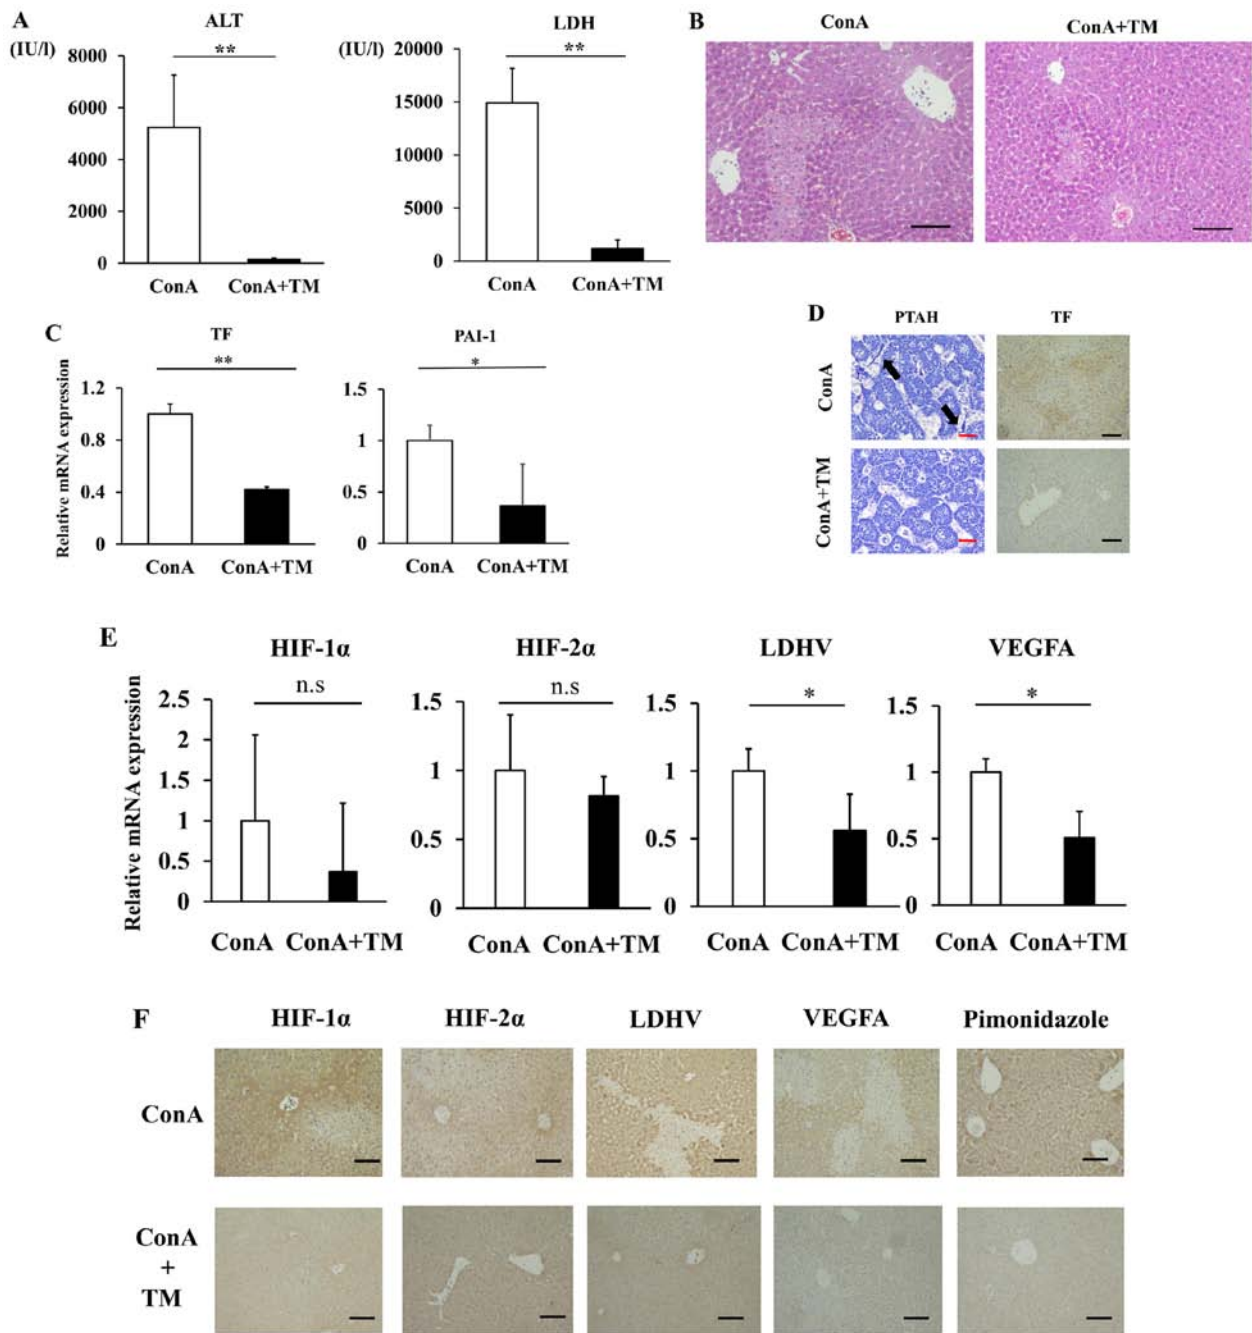 A
ALT
(IU/l)
**
8000
6000
4000
2000
0
ConA ConA+TM
LDH
(IU/l)
**
20000
15000
10000
5000
0
ConA ConA+TM
B
ConA ConA+TM
C
TF
**
Relative mRNA expression
1.2
0.8
0.4
0
ConA ConA+TM
PAI-1
*
1.5
1
0.5
0
ConA ConA+TM
D
PTAH TF
ConA
ConA+TM
E
HIF-1α
n.s
Relative mRNA expression
2.5
2
1.5
1
0.5
0
ConA ConA+TM
HIF-2α
n.s
1.5
1
0.5
0
ConA ConA+TM
LDHV
*
1.5
1
0.5
0
ConA ConA+TM
VEGFA
*
1.5
1
0.5
0
ConA ConA+TM
F
HIF-1α HIF-2α LDHV VEGFA Pimonidazole
ConA
ConA
+
TM